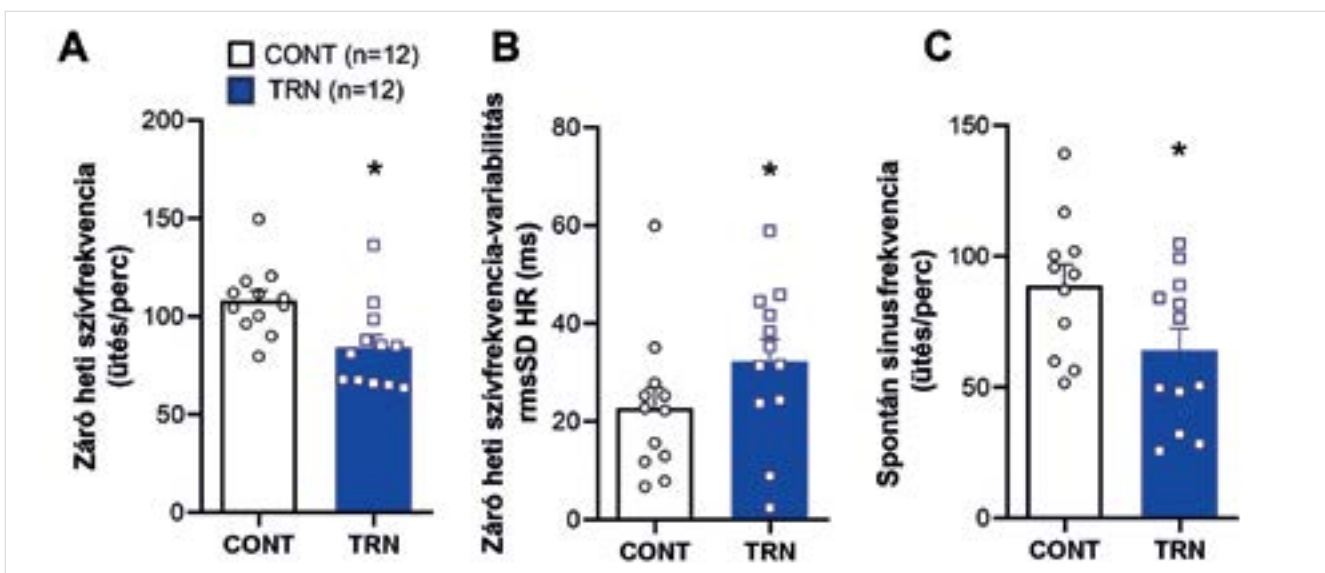 A
CONT (n=12)
TRN (n=12)
Záró heti szívfrekvencia
(ütés/perc)
200
150
100
50
0
*
CONT
TRN
B
Záró heti szívfrekvencia-variabilitás
rmsSD HR (ms)
80
60
40
20
0
*
CONT
TRN
C
Spontán sinusfrekvencia
(ütés/perc)
150
100
50
0
*
CONT
TRN